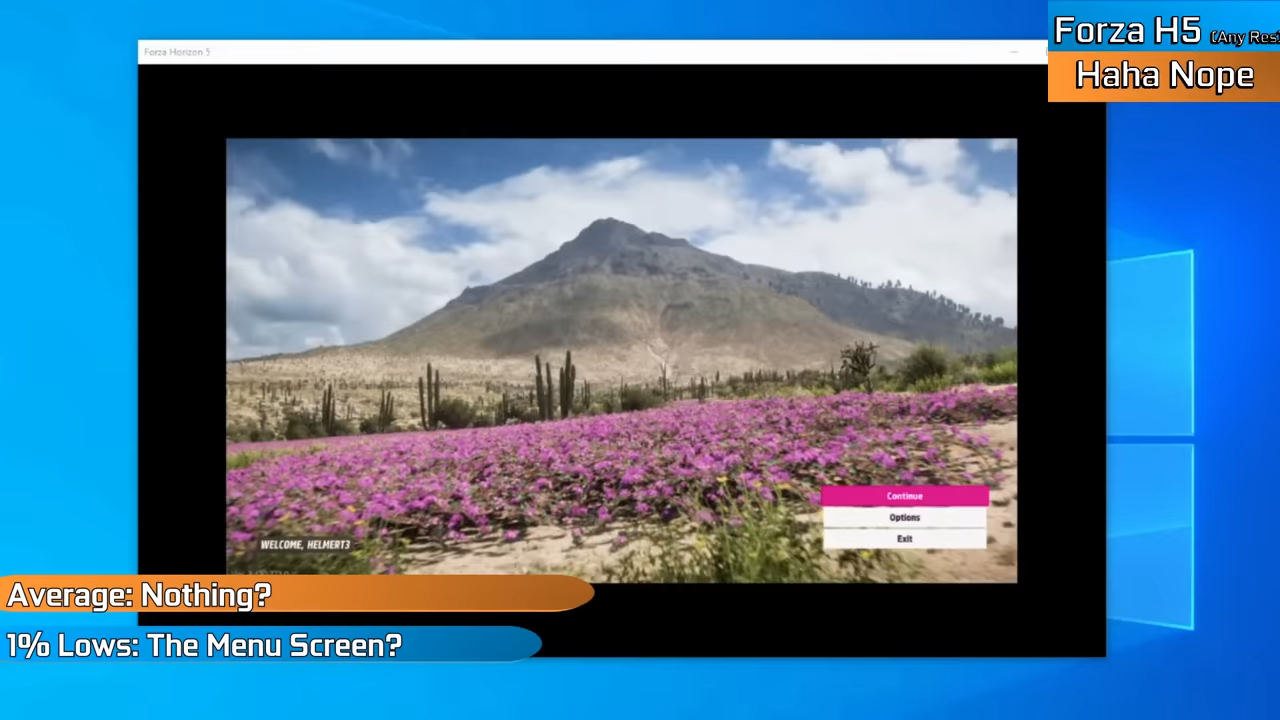 Forza Horizon 5
Forza H5 (Any Res
Haha Nope
Continue
Options
Exit
WELCOME, HELMERT3
Average: Nothing?
1% Lows: The Menu Screen?